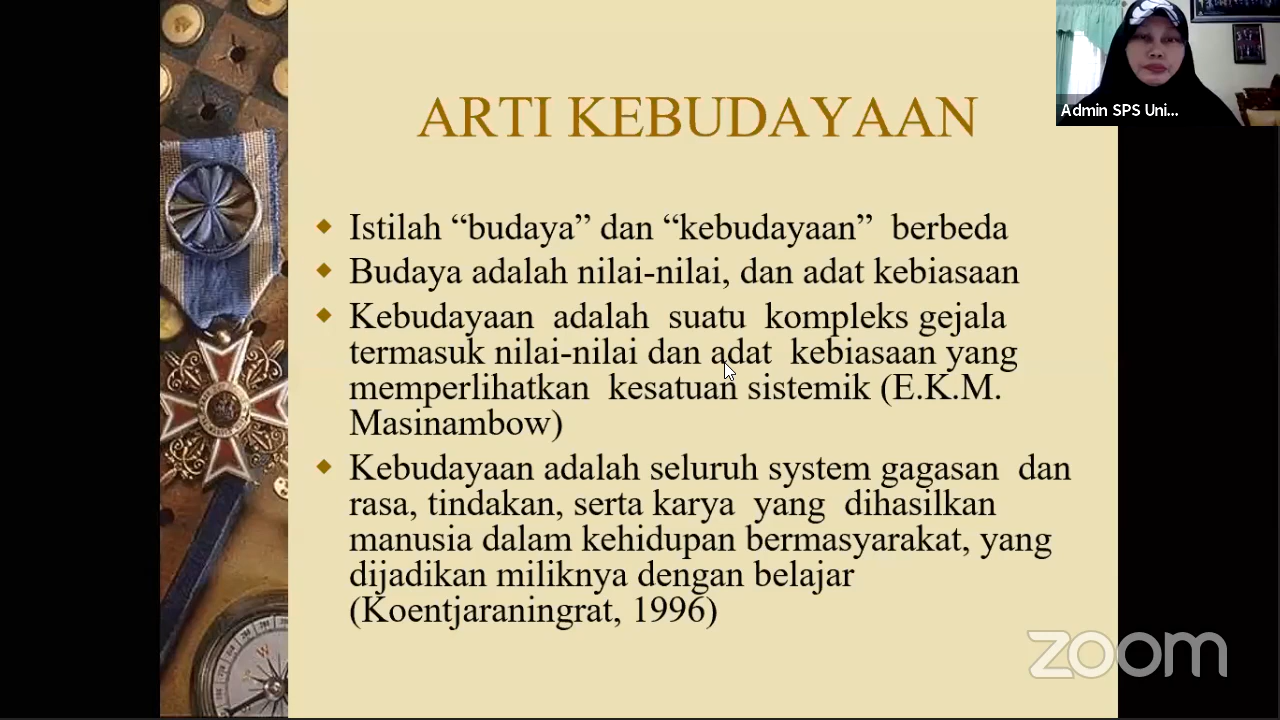 ARTI KEBUDAYAAN
Istilah “budaya” dan “kebudayaan” berbeda
Budaya adalah nilai-nilai, dan adat kebiasaan
Kebudayaan adalah suatu kompleks gejala
termasuk nilai-nilai dan adat kebiasaan yang
memperlihatkan kesatuan sistemik (E.K.M.
Masinambow)
Kebudayaan adalah seluruh system gagasan dan
rasa, tindakan, serta karya yang dihasilkan
manusia dalam kehidupan bermasyarakat, yang
dijadikan miliknya dengan belajar
(Koentjaraningrat, 1996)
Admin SPS Uni...
zoom